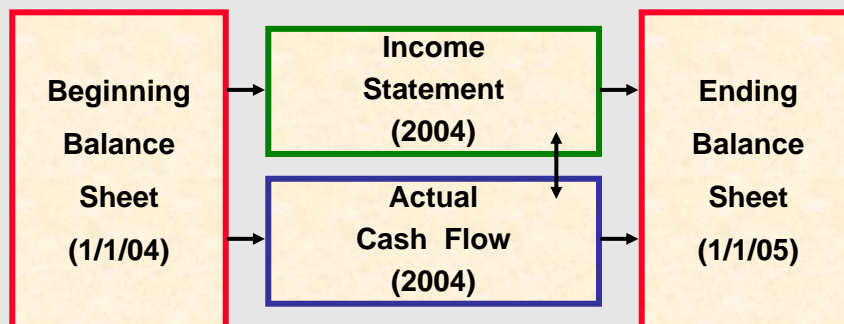 Beginning
Balance
Sheet
(1/1/04)
Income
Statement
(2004)
Actual
Cash Flow
(2004)
Ending
Balance
Sheet
(1/1/05)